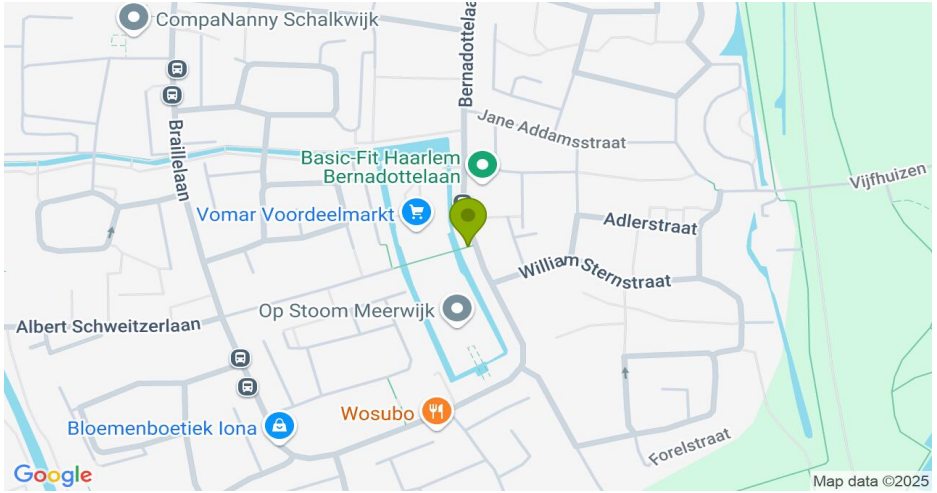 CompaNanny Schalkwijk
Bernadottelaa
Braillelaan
Jane Addamsstraat
Basic-Fit Haarlem
Bernadottelaan
Vijfhuizen
Vomar Voordeelmarkt
Adlerstraat
William Sternstraat
Op Stoom Meerwijk
Albert Schweitzerlaan
Wosubo
Bloemenboetiek Iona
Forelstraat
Google
Map data ©2025